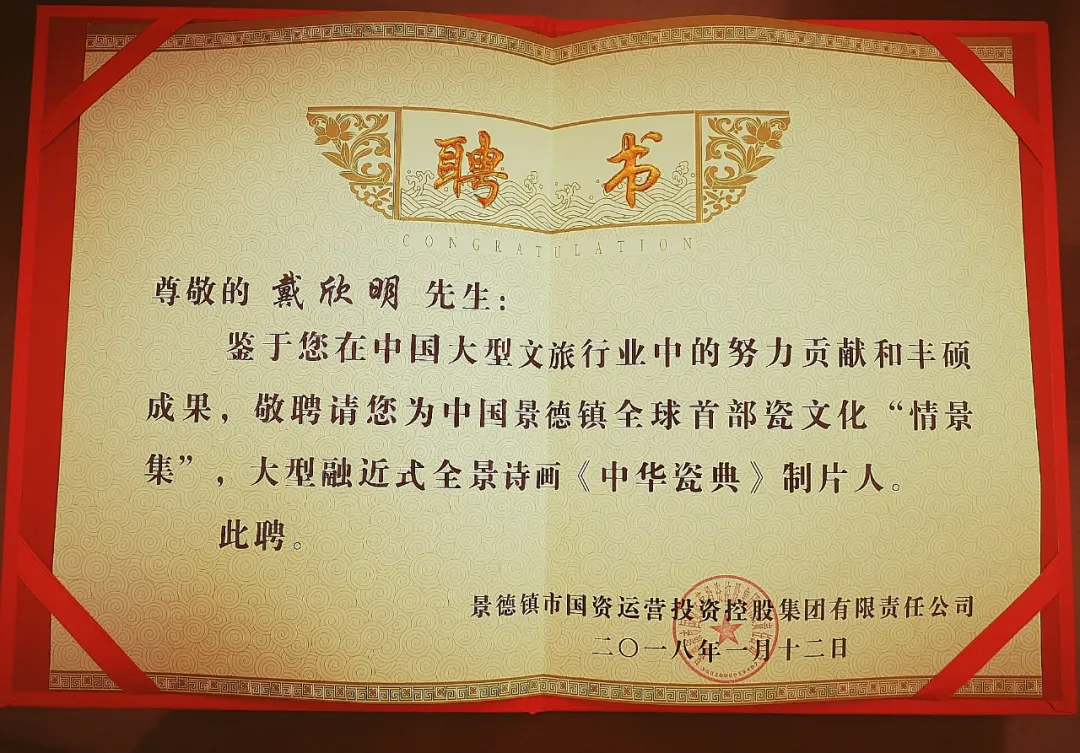 聘书
CONGRATULATION
尊敬的 戴欣明 先生：
鉴于您在中国大型文旅行业中的努力贡献和丰硕
成果，敬聘请您为中国景德镇全球首部瓷文化“情景
集”，大型融近式全景诗画《中华瓷典》制片人。
此聘。
景德镇市国资运营投资控股集团有限责任公司
二〇一八年一月十二日